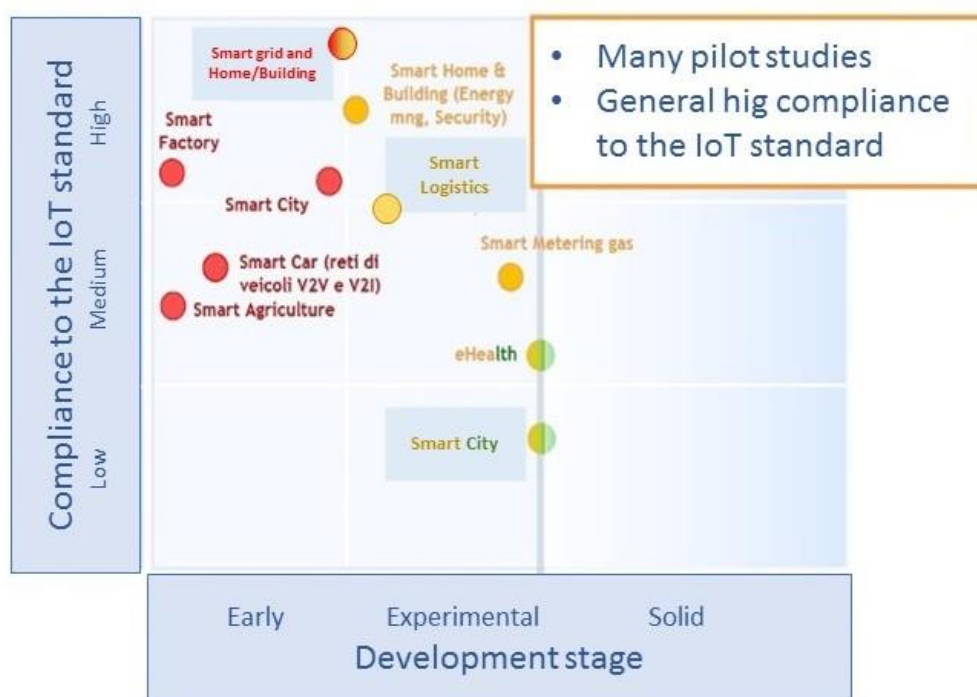 Compliance to the IoT standard
High
Medium
Low
Smart grid and
Home/Building
Smart Home &
Building (Energy
mng, Security)
Smart
Factory
Smart
Logistics
Smart City
Smart Metering gas
Smart Car (reti di
veicoli V2V e V2I)
Smart Agriculture
eHealth
Smart City
• Many pilot studies
• General hig compliance
to the IoT standard
Early
Experimental
Solid
Development stage